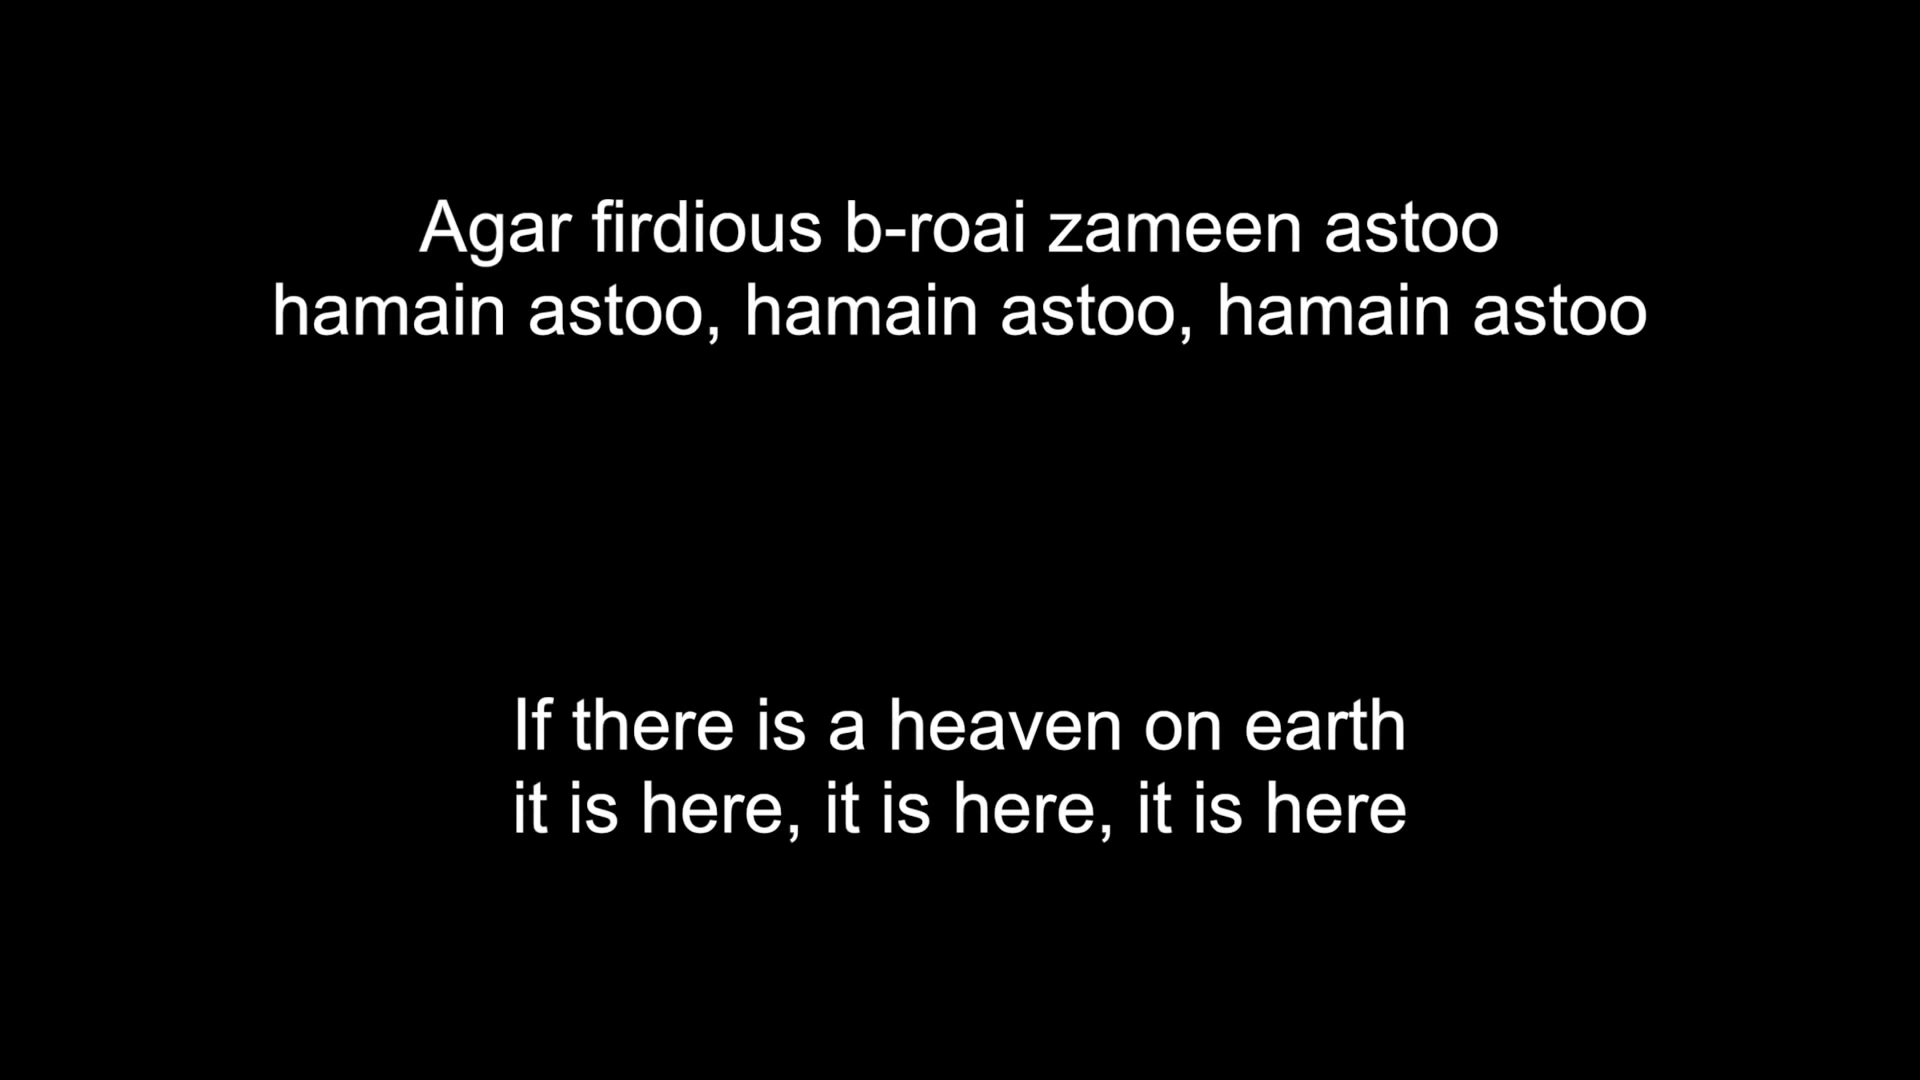 Agar firdious b-roai zameen astoo
hamain astoo, hamain astoo, hamain astoo
If there is a heaven on earth
it is here, it is here, it is here